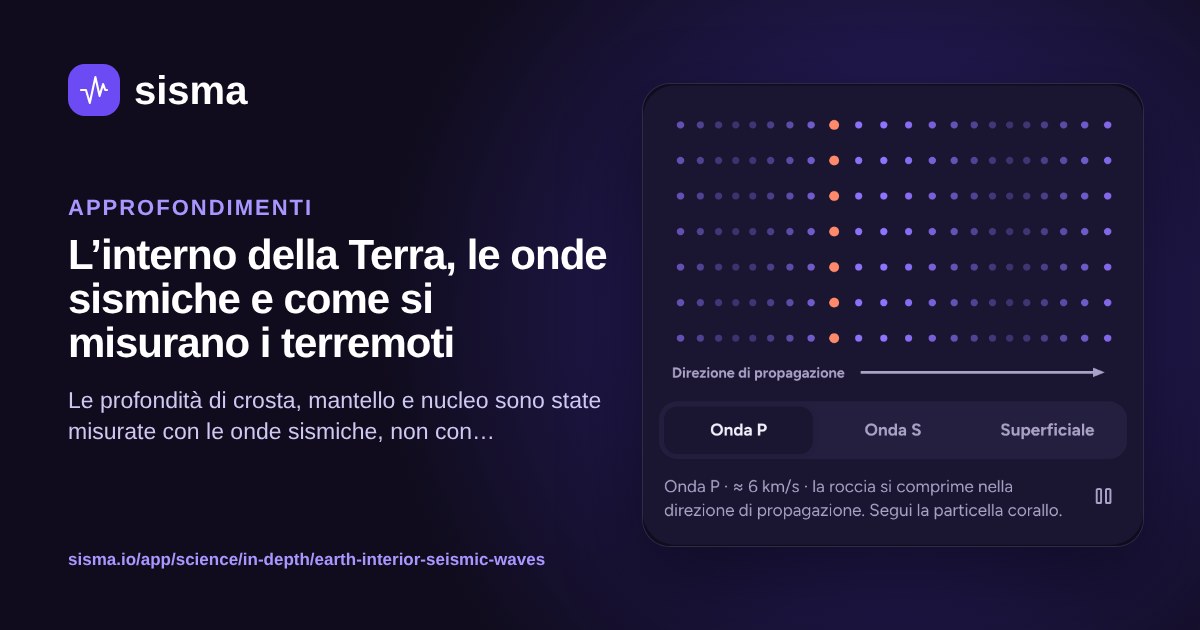 sisma
APPROFONDIMENTI
L’interno della Terra, le onde
sismiche e come si
misurano i terremoti
Le profondità di crosta, mantello e nucleo sono state
misurate con le onde sismiche, non con…
sisma.io/app/science/in-depth/earth-interior-seismic-waves
Direzione di propagazione
Onda P
Onda S
Superficiale
Onda P · ≈ 6 km/s · la roccia si comprime nella
direzione di propagazione. Segui la particella corallo.